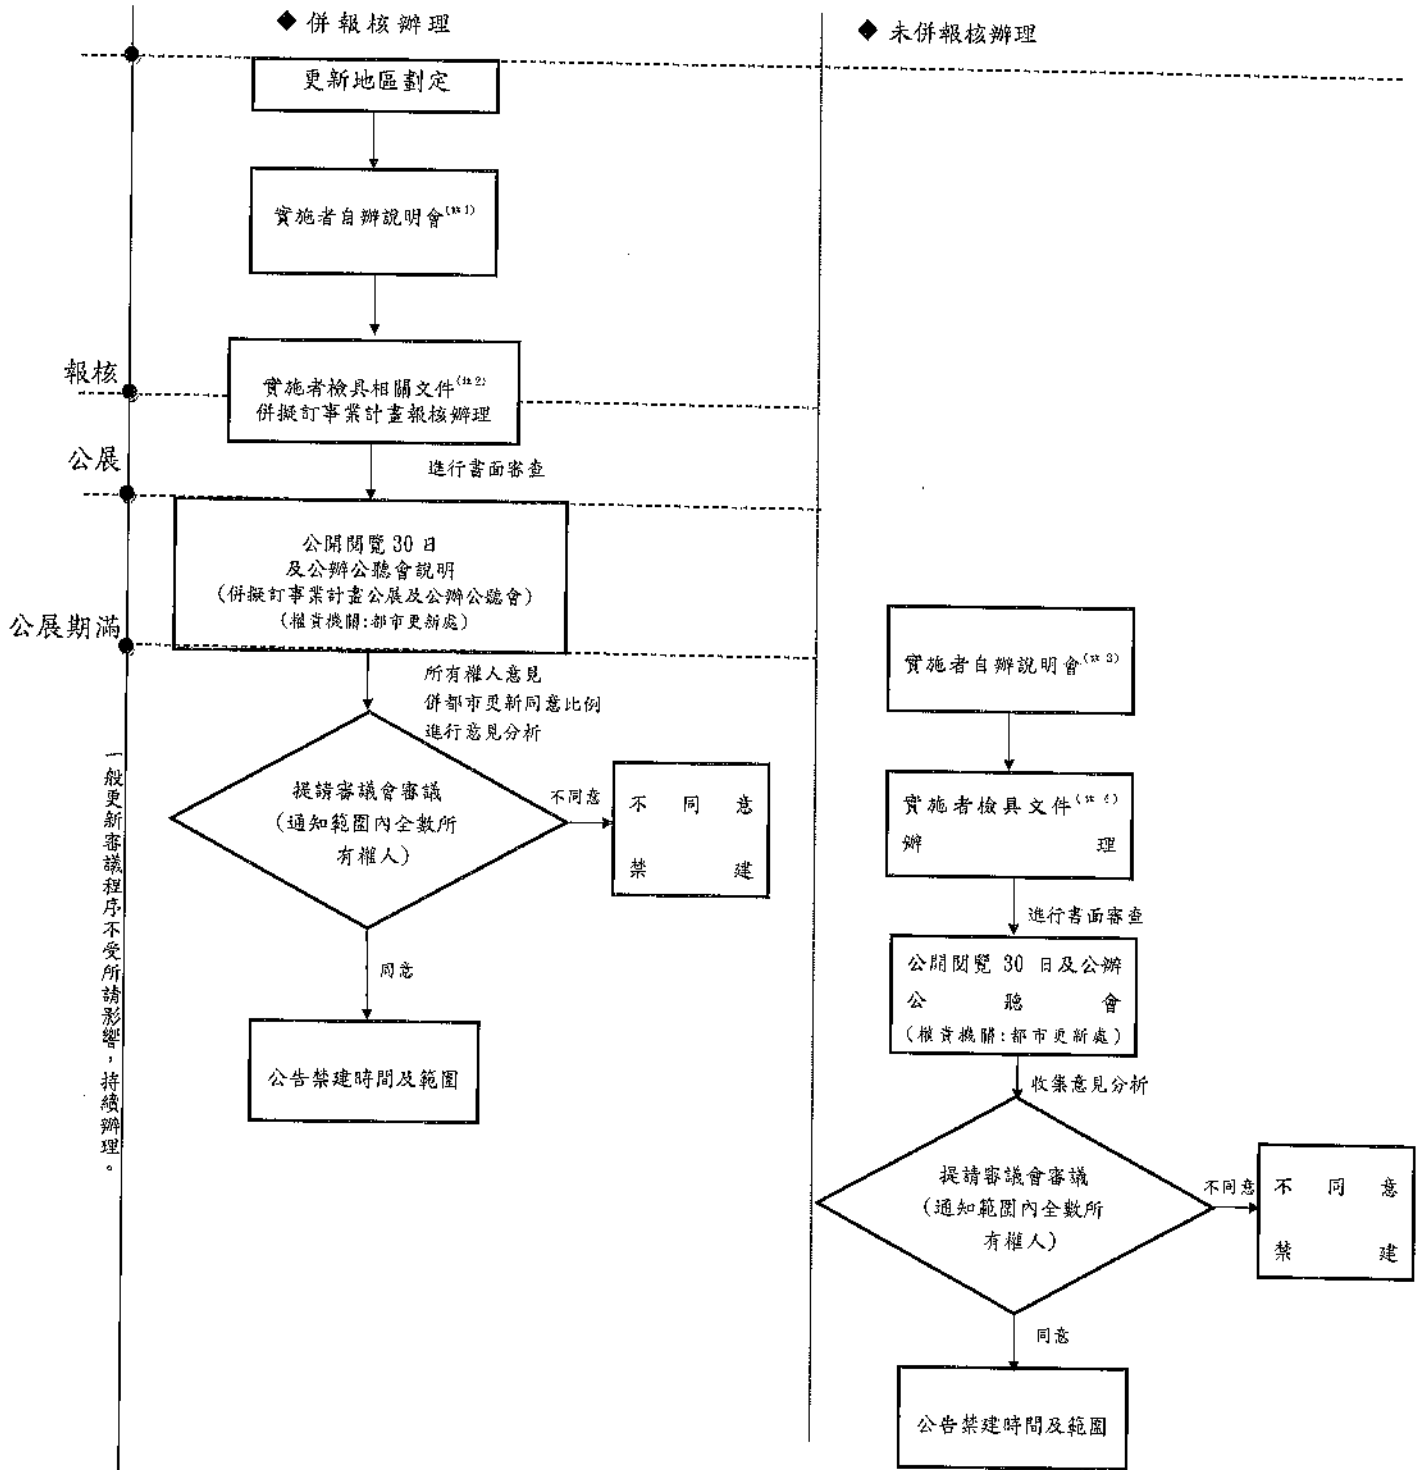 ◆ 併報核辦理
更新地區劃定
實施者自辦說明會(註1)
報核
實施者檢具相關文件(註2)
併擬訂事業計畫報核辦理
公展
進行書面審查
公開閱覽 30 日
及公辦公聽會說明
(併擬訂事業計畫公展及公辦公聽會)
(權責機關:都市更新處)
公展期滿
所有權人意見
併都市更新同意比例
進行意見分析
提請審議會審議
(通知範圍內全數所
有權人)
不同意
不同意
禁建
同意
公告禁建時間及範圍
一般更新審議程序不受所請影響，持續辦理。
◆ 未併報核辦理
實施者自辦說明會(註3)
實施者檢具文件(註4)
辦理
進行書面審查
公開閱覽 30 日及公辦
公聽會
(權責機關:都市更新處)
收集意見分析
提請審議會審議
(通知範圍內全數所
有權人)
不同意
不同意
禁建
同意
公告禁建時間及範圍